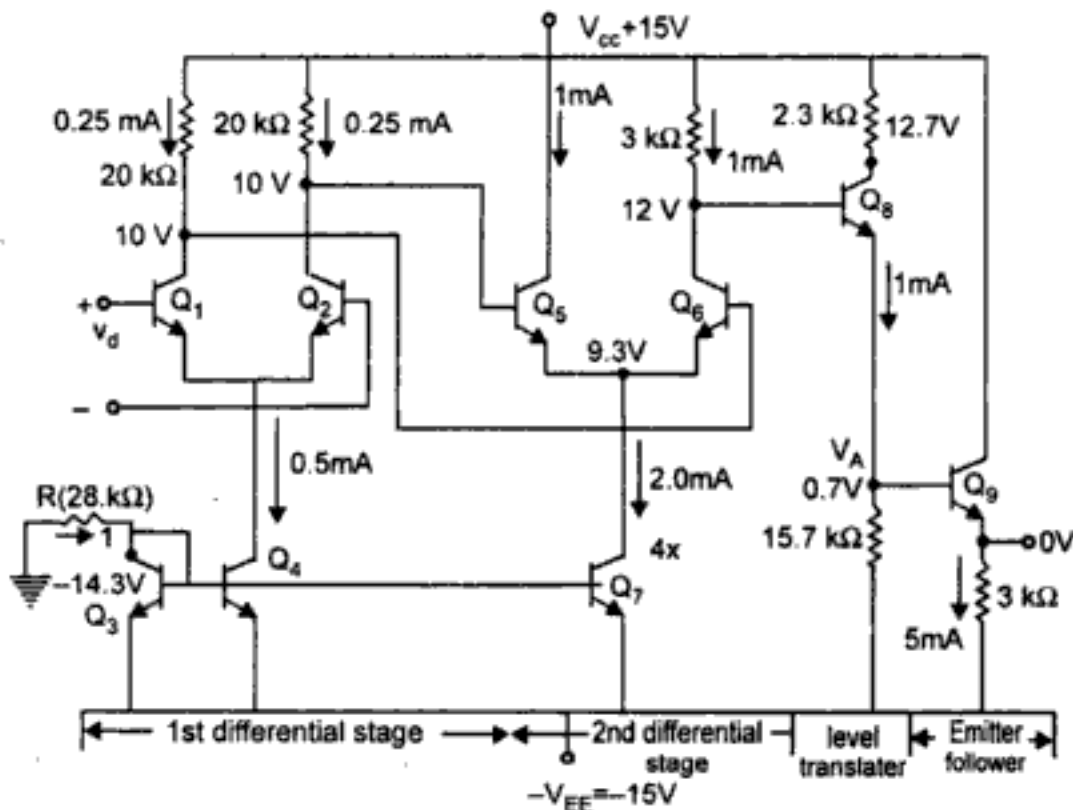 Vcc+15V
1mA
0.25 mA
20 kΩ
0.25 mA
3 kΩ
1mA
2.3 kΩ
12.7V
20 kΩ
10 V
10 V
12 V
Q8
Q1
Q2
Q5
Q6
1mA
+
vd
−
9.3V
0.5mA
2.0mA
VA
0.7V
Q9
R(28.kΩ)
1
15.7 kΩ
0V
−14.3V
Q4
4x
Q7
3 kΩ
Q3
5mA
1st differential stage
2nd differential
stage
level
translater
Emitter
follower
−VEE=−15V